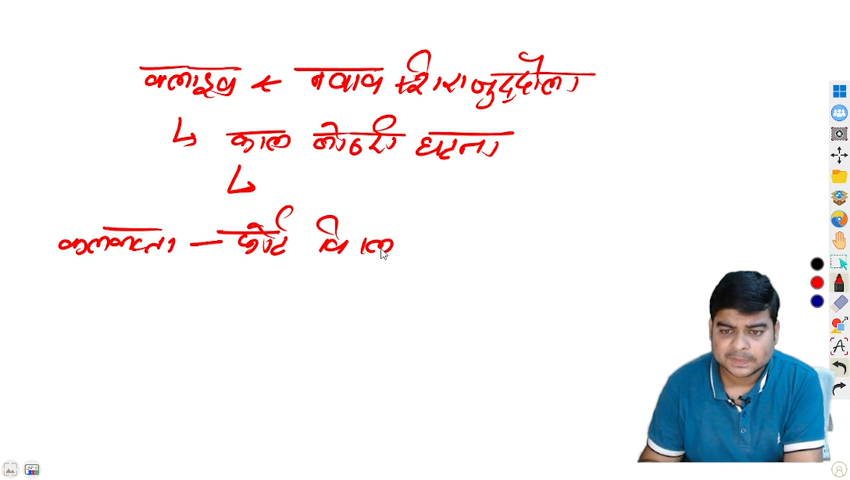 क्लाइव < नवाब सिराजुद्दौला
↳ काल कोठरी घटना
↳
कलकत्ता – फोर्ट विल